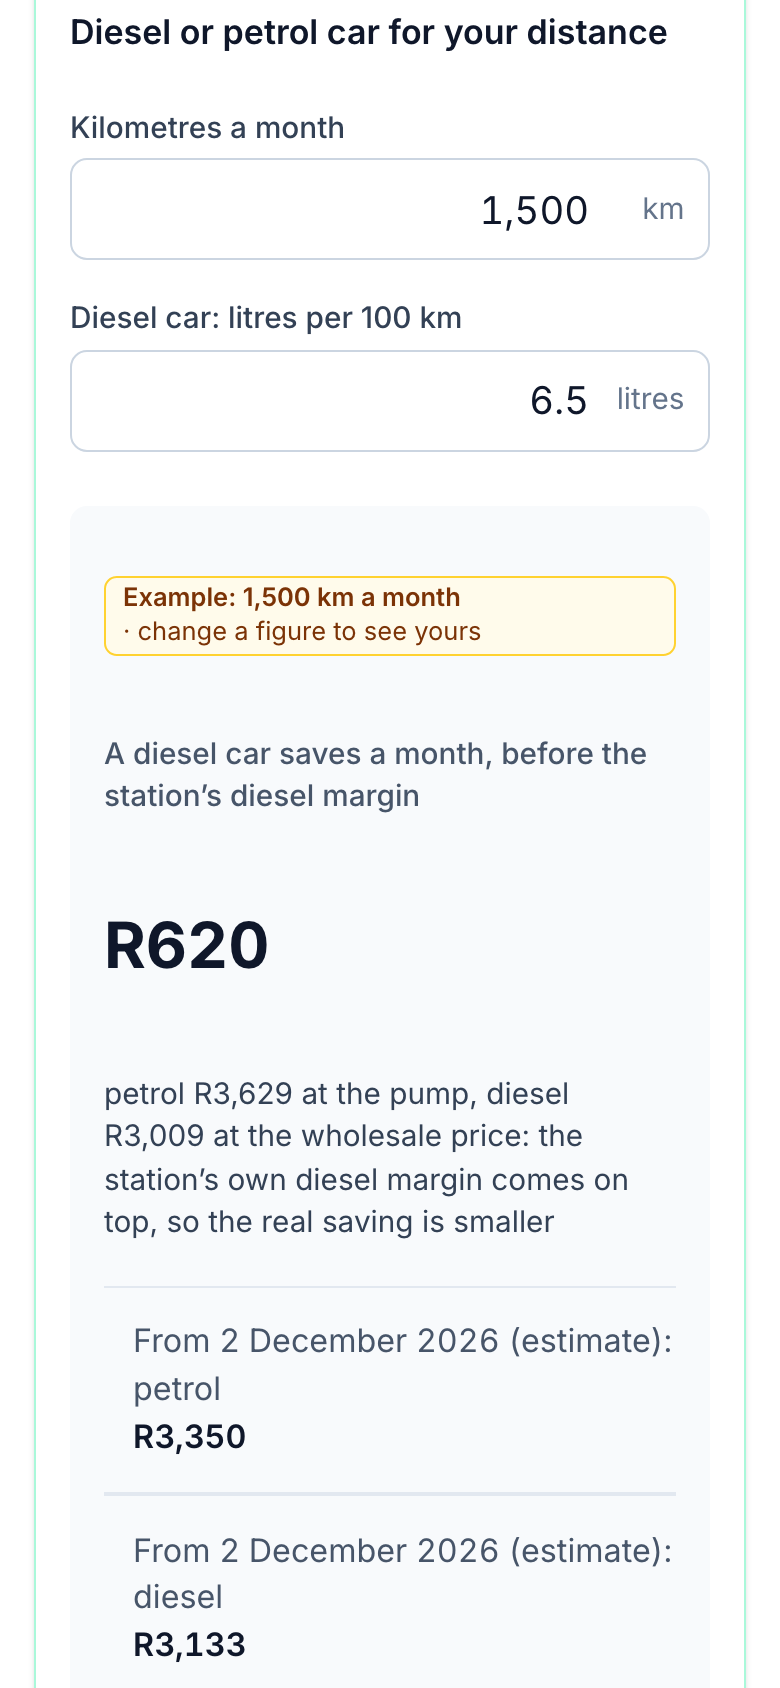 Diesel or petrol car for your distance
Kilometres a month
1,500 km
Diesel car: litres per 100 km
6.5 litres
Example: 1,500 km a month
· change a figure to see yours
A diesel car saves a month, before the
station’s diesel margin
R620
petrol R3,629 at the pump, diesel
R3,009 at the wholesale price: the
station’s own diesel margin comes on
top, so the real saving is smaller
From 2 December 2026 (estimate):
petrol
R3,350
From 2 December 2026 (estimate):
diesel
R3,133